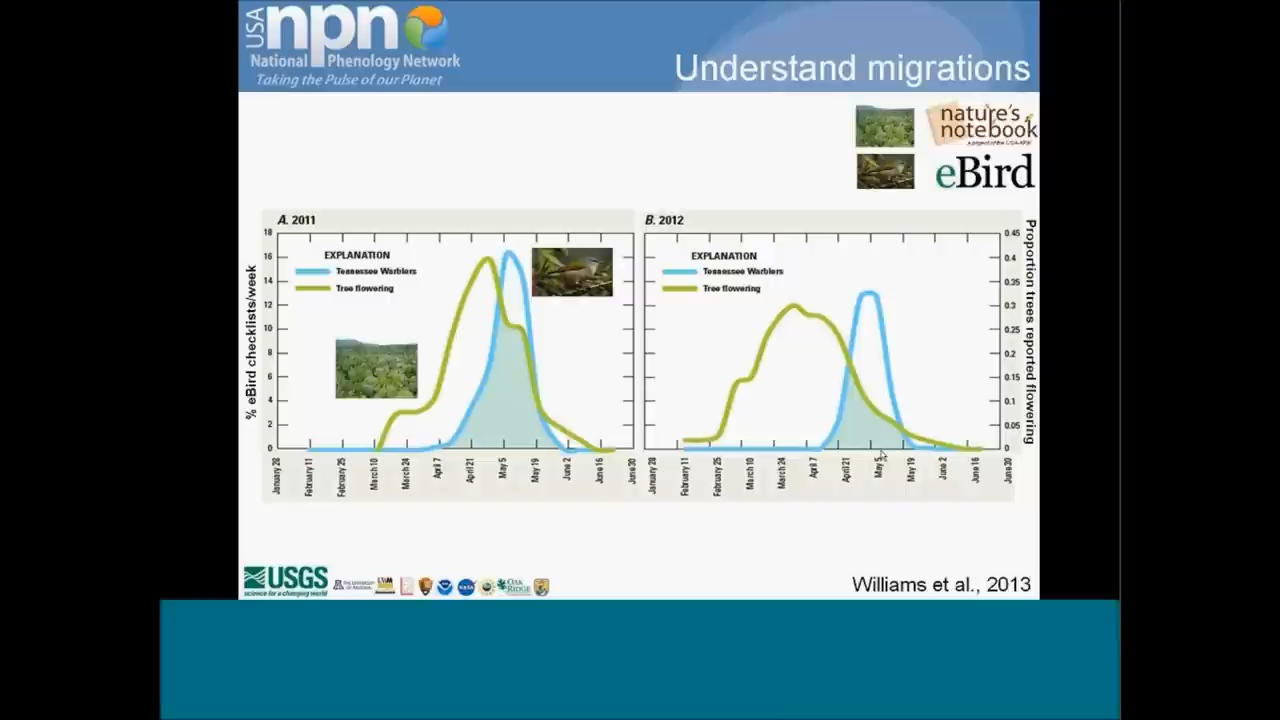 USA npn
National Phenology Network
Taking the Pulse of our Planet
Understand migrations
nature's
notebook
eBird
A. 2011
EXPLANATION
Tennessee Warblers
Tree flowering
18
16
14
12
10
8
6
4
2
0
% eBird checklists/week
January 28
February 11
February 25
March 10
March 24
April 7
April 21
May 5
May 19
June 2
June 16
June 30
B. 2012
EXPLANATION
Tennessee Warblers
Tree flowering
0.45
0.4
0.35
0.3
0.25
0.2
0.15
0.1
0.05
0
Proportion trees reported flowering
January 28
February 11
February 25
March 10
March 24
April 7
April 21
May 5
May 19
June 2
June 16
June 30
USGS
science for a changing world
OAK
RIDGE
Williams et al., 2013